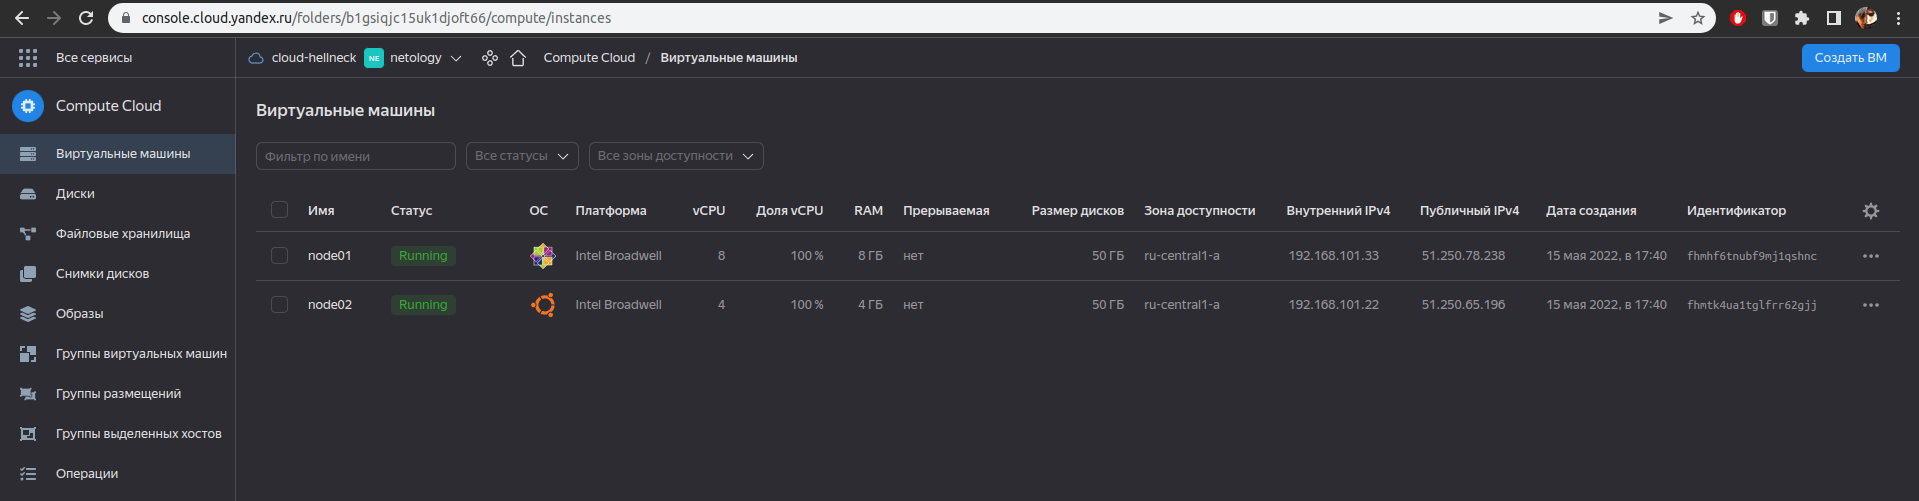 console.cloud.yandex.ru/folders/b1gsiqjc15uk1djoft66/compute/instances
Все сервисы
cloud-hellneck NE netology Compute Cloud / Виртуальные машины Создать ВМ
Compute Cloud
Виртуальные машины
Диски
Файловые хранилища
Снимки дисков
Образы
Группы виртуальных машин
Группы размещений
Группы выделенных хостов
Операции
Виртуальные машины
Фильтр по имени Все статусы Все зоны доступности
Имя Статус ОС Платформа vCPU Доля vCPU RAM Прерываемая Размер дисков Зона доступности Внутренний IPv4 Публичный IPv4 Дата создания Идентификатор
node01 Running Intel Broadwell 8 100 % 8 ГБ нет 50 ГБ ru-central1-a 192.168.101.33 51.250.78.238 15 мая 2022, в 17:40 fhmhf6tnubf9mj1qshnc
node02 Running Intel Broadwell 4 100 % 4 ГБ нет 50 ГБ ru-central1-a 192.168.101.22 51.250.65.196 15 мая 2022, в 17:40 fhmtk4ua1tglfrr62gjj